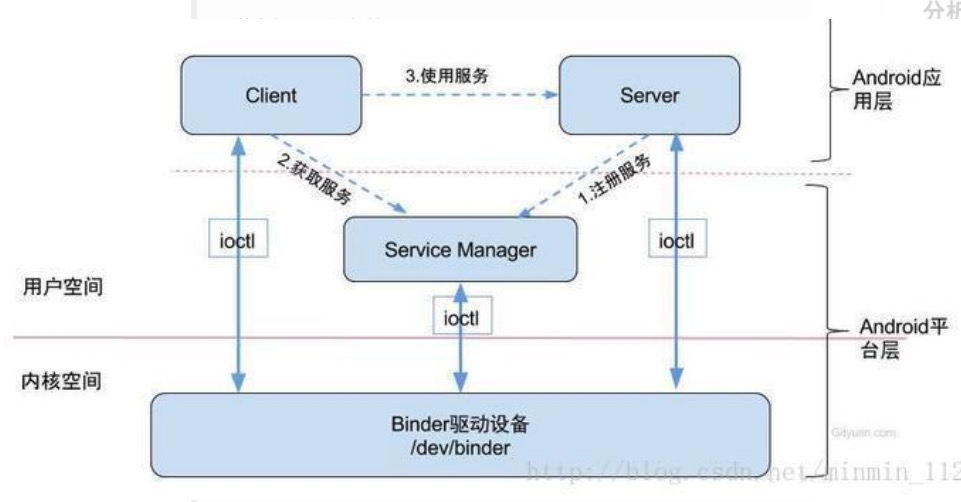 分析
Client
3.使用服务
Server
Android应
用层
2.获取服务
1.注册服务
ioctl
ioctl
Service Manager
用户空间
ioctl
Android平
台层
内核空间
Binder驱动设备
/dev/binder
Gityuan.com
http://blog.csdn.net/minmin_112